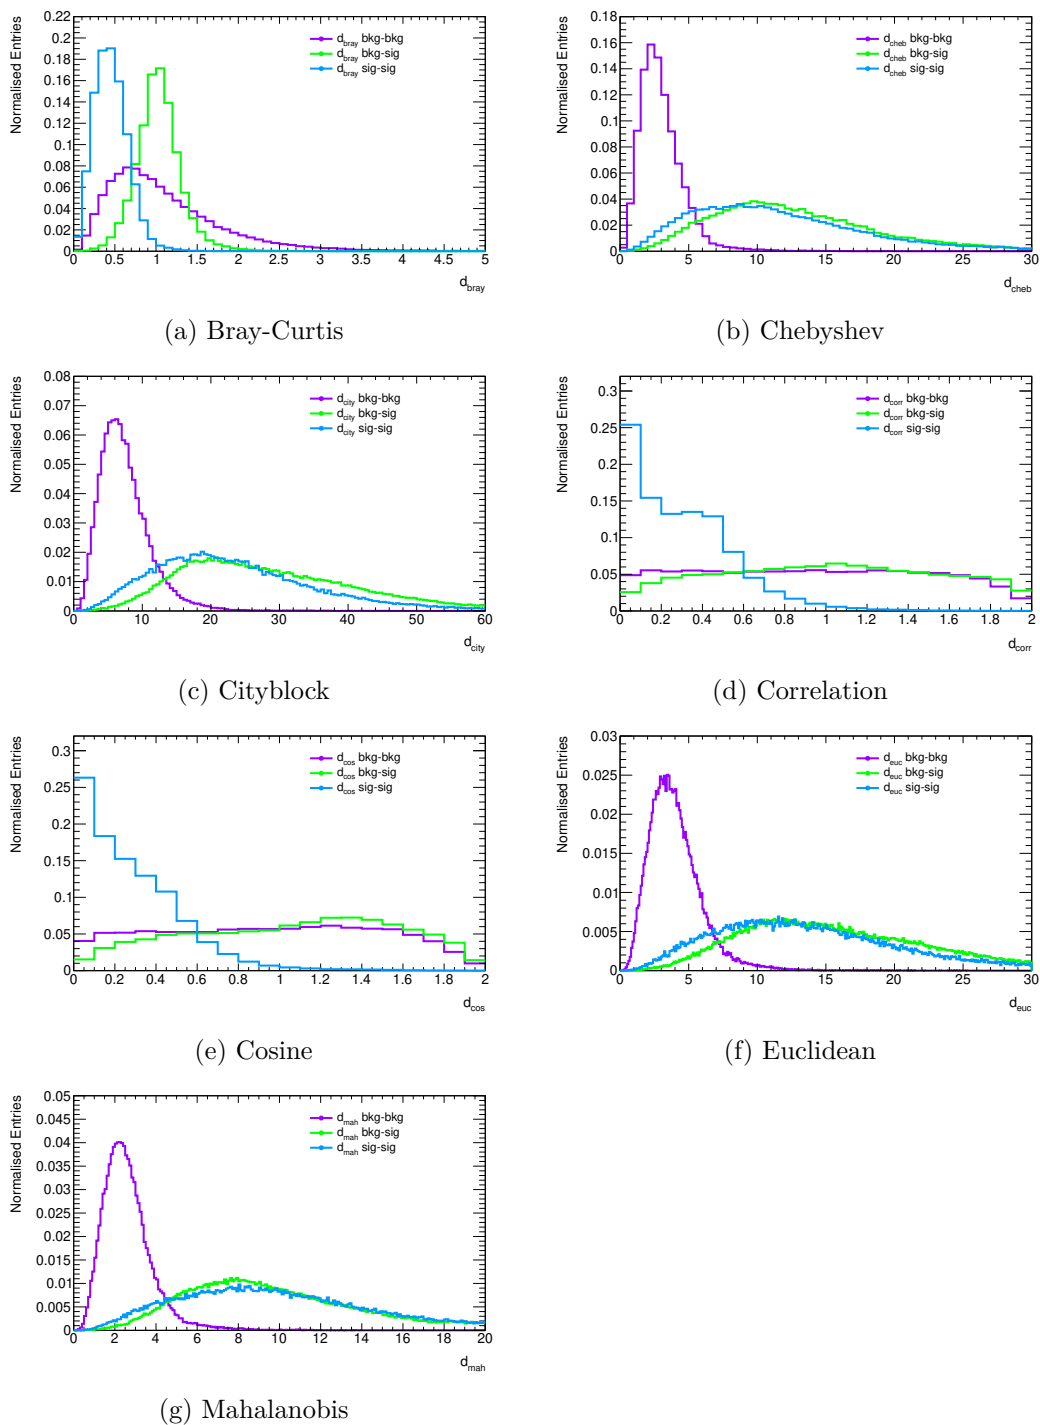 Normalised Entries
0.22
0.2
0.18
0.16
0.14
0.12
0.1
0.08
0.06
0.04
0.02
0
d_bray bkg-bkg
d_bray bkg-sig
d_bray sig-sig
0 0.5 1 1.5 2 2.5 3 3.5 4 4.5 5
d_bray
(a) Bray-Curtis
Normalised Entries
0.18
0.16
0.14
0.12
0.1
0.08
0.06
0.04
0.02
0
d_cheb bkg-bkg
d_cheb bkg-sig
d_cheb sig-sig
0 5 10 15 20 25 30
d_cheb
(b) Chebyshev
Normalised Entries
0.08
0.07
0.06
0.05
0.04
0.03
0.02
0.01
0
d_city bkg-bkg
d_city bkg-sig
d_city sig-sig
0 10 20 30 40 50 60
d_city
(c) Cityblock
Normalised Entries
0.3
0.25
0.2
0.15
0.1
0.05
0
d_corr bkg-bkg
d_corr bkg-sig
d_corr sig-sig
0 0.2 0.4 0.6 0.8 1 1.2 1.4 1.6 1.8 2
d_corr
(d) Correlation
Normalised Entries
0.3
0.25
0.2
0.15
0.1
0.05
0
d_cos bkg-bkg
d_cos bkg-sig
d_cos sig-sig
0 0.2 0.4 0.6 0.8 1 1.2 1.4 1.6 1.8 2
d_cos
(e) Cosine
Normalised Entries
0.03
0.025
0.02
0.015
0.01
0.005
0
d_euc bkg-bkg
d_euc bkg-sig
d_euc sig-sig
0 5 10 15 20 25 30
d_euc
(f) Euclidean
Normalised Entries
0.05
0.045
0.04
0.035
0.03
0.025
0.02
0.015
0.01
0.005
0
d_mah bkg-bkg
d_mah bkg-sig
d_mah sig-sig
0 2 4 6 8 10 12 14 16 18 20
d_mah
(g) Mahalanobis